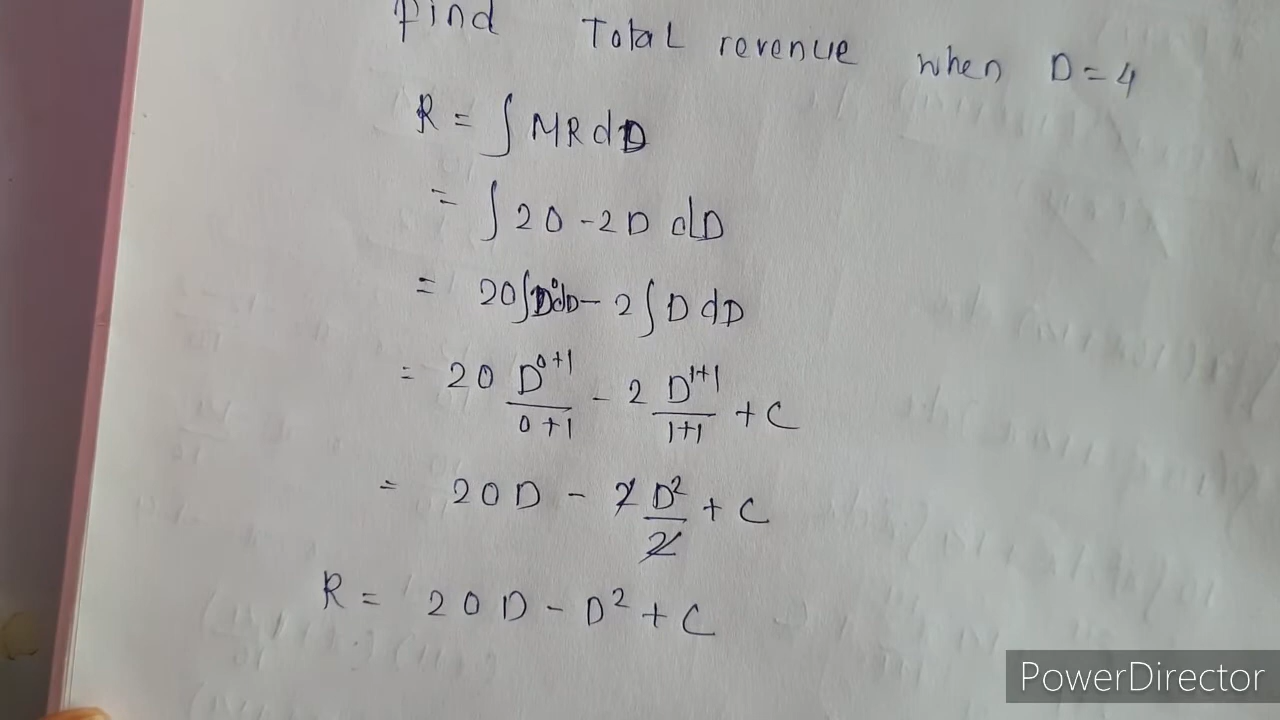 find Total revenue when D=4
R = ∫ MR dD
= ∫ 20 - 2D dD
= 20∫D⁰dD - 2∫D dD
= 20 D⁰⁺¹/0+1 - 2 D¹⁺¹/1+1 + C
= 20D - 2 D²/2 + C
R = 20D - D² + C
PowerDirector